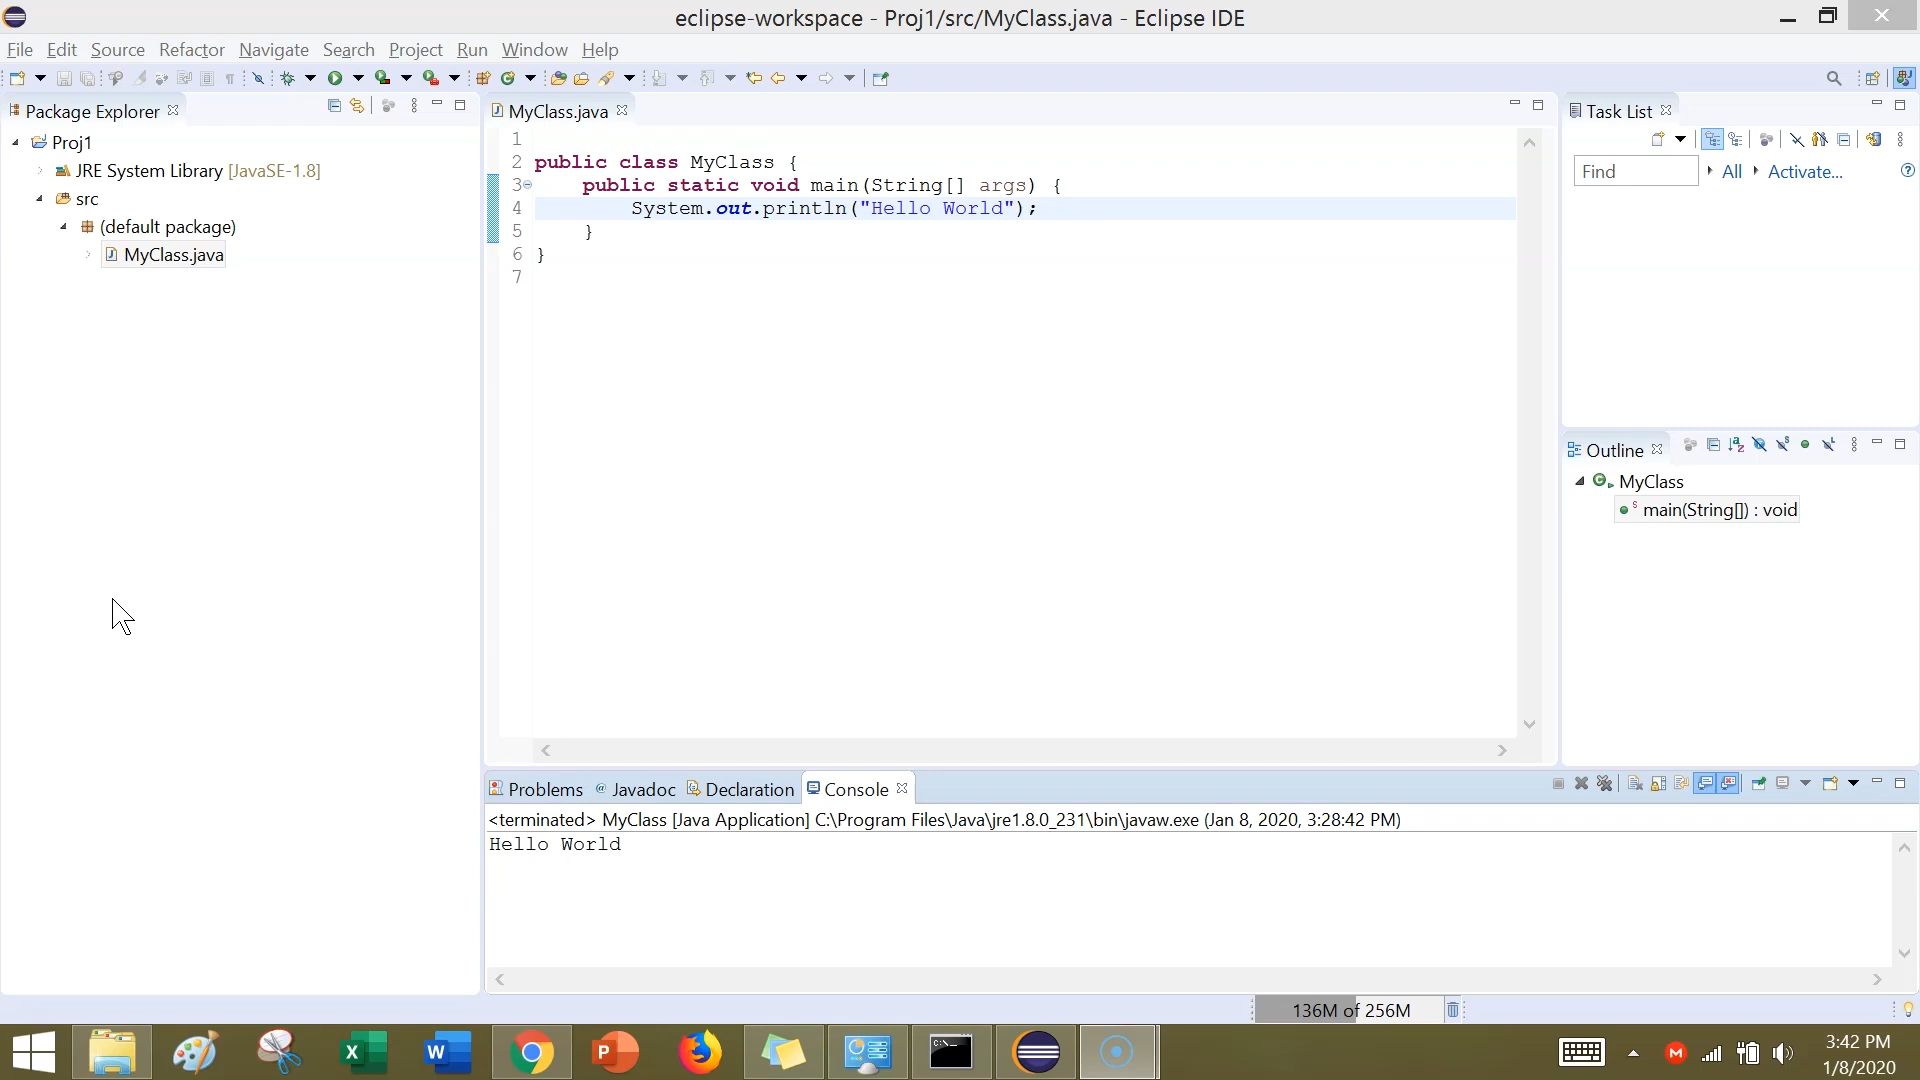 eclipse-workspace - Proj1/src/MyClass.java - Eclipse IDE
File Edit Source Refactor Navigate Search Project Run Window Help
Package Explorer
Proj1
JRE System Library [JavaSE-1.8]
src
(default package)
MyClass.java
MyClass.java
1
2 public class MyClass {
3 public static void main(String[] args) {
4 System.out.println("Hello World");
5 }
6 }
7
Task List
Find All Activate...
Outline
MyClass
main(String[]) : void
Problems @ Javadoc Declaration Console
<terminated> MyClass [Java Application] C:\Program Files\Java\jre1.8.0_231\bin\javaw.exe (Jan 8, 2020, 3:28:42 PM)
Hello World
136M of 256M
3:42 PM
1/8/2020